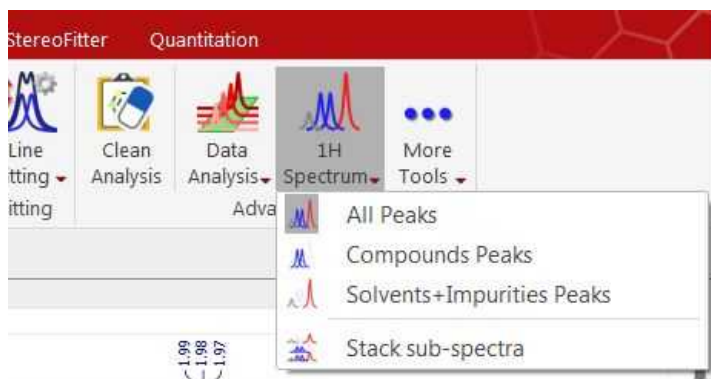 StereoFitter Quantitation
Line Clean Data 1H More
tting Analysis Analysis Spectrum Tools
itting Adva
All Peaks
Compounds Peaks
Solvents+Impurities Peaks
Stack sub-spectra
1.99
1.98
1.97